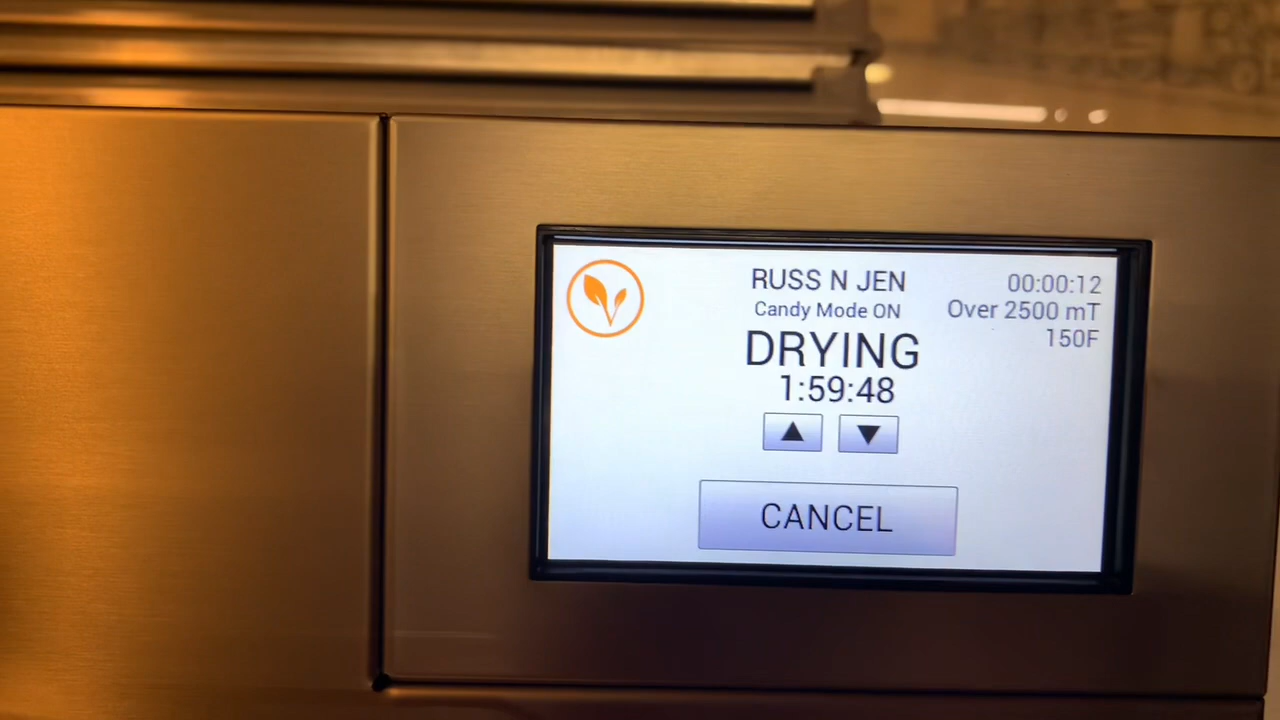 RUSS N JEN
00:00:12
Candy Mode ON
Over 2500 mT
150F
DRYING
1:59:48
CANCEL